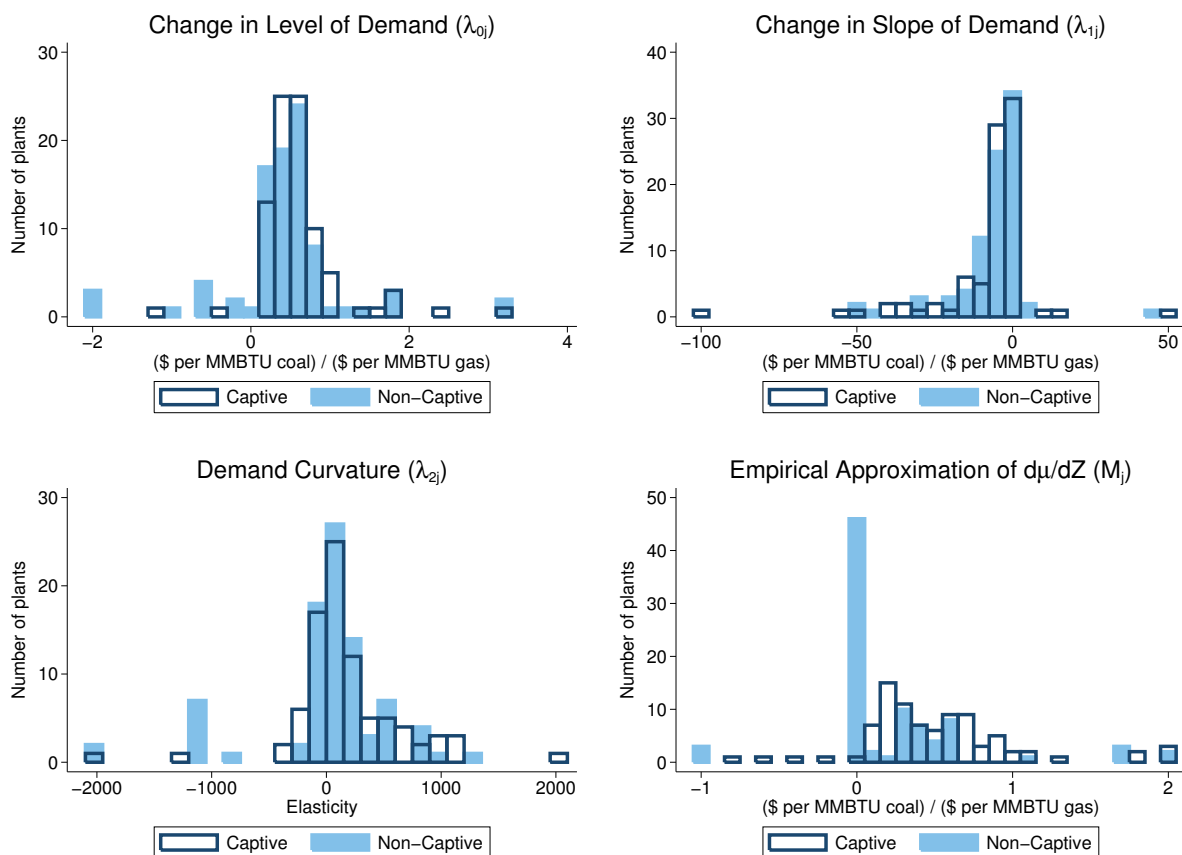 Change in Level of Demand (λ0j)
30
20
10
0
Number of plants
−2 0 2 4
($ per MMBTU coal) / ($ per MMBTU gas)
Captive Non−Captive
Change in Slope of Demand (λ1j)
40
30
20
10
0
Number of plants
−100 −50 0 50
($ per MMBTU coal) / ($ per MMBTU gas)
Captive Non−Captive
Demand Curvature (λ2j)
30
20
10
0
Number of plants
−2000 −1000 0 1000 2000
Elasticity
Captive Non−Captive
Empirical Approximation of dμ/dZ (Mj)
50
40
30
20
10
0
Number of plants
−1 0 1 2
($ per MMBTU coal) / ($ per MMBTU gas)
Captive Non−Captive